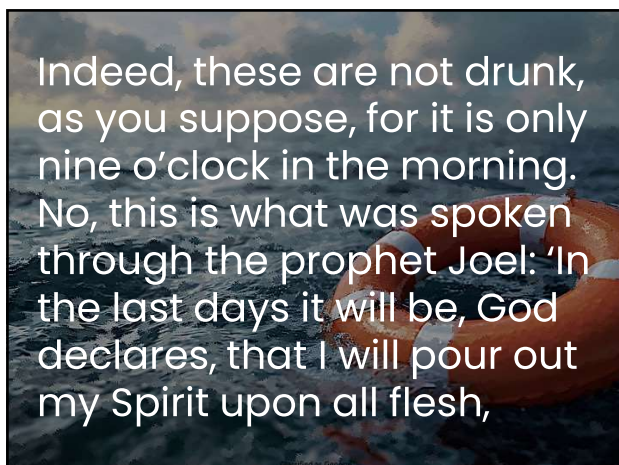 Indeed, these are not drunk,
as you suppose, for it is only
nine o’clock in the morning.
No, this is what was spoken
through the prophet Joel: ‘In
the last days it will be, God
declares, that I will pour out
my Spirit upon all flesh,